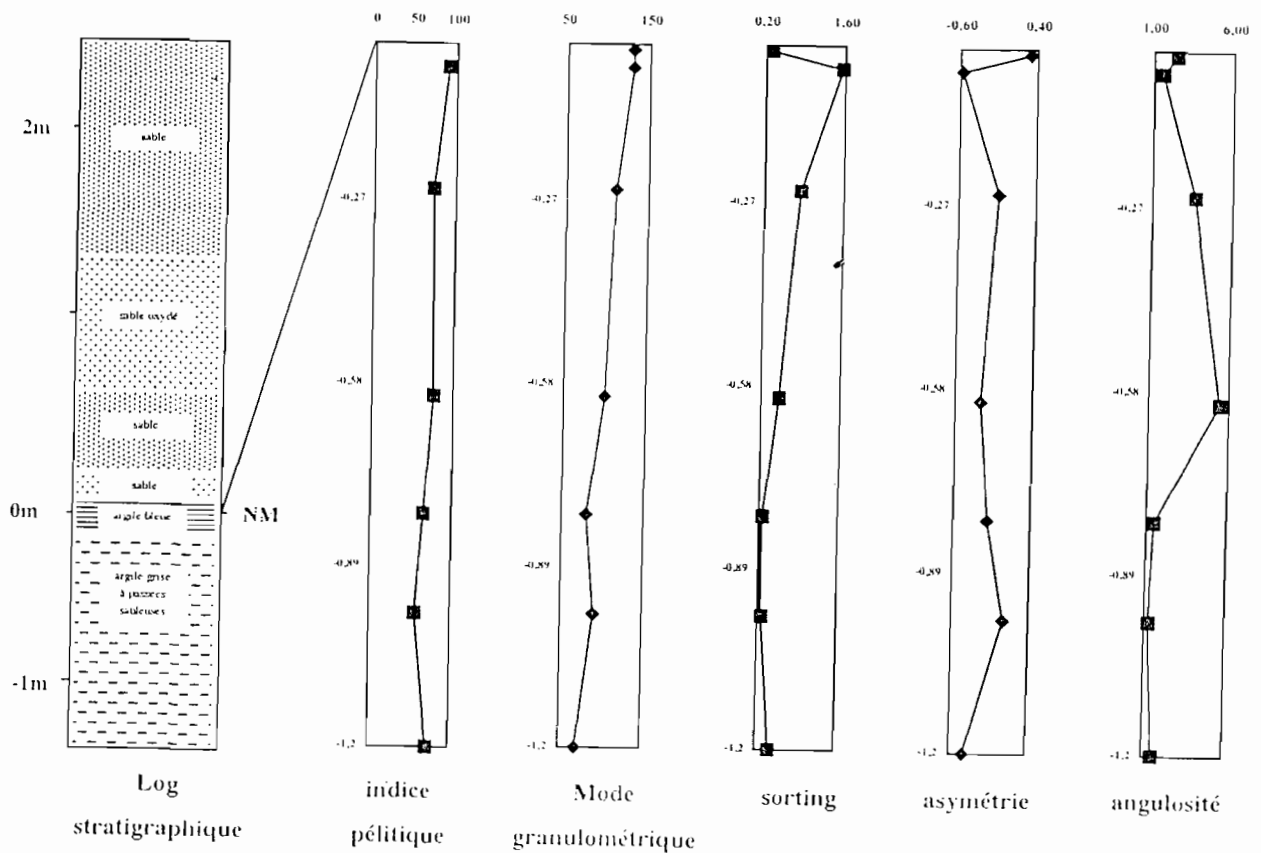 0 50 100
50 150
0.20 1.60
-0.60 0.40
1.00 6.00
2m
sable
sable oxydé
sable
sable
0m
argile bleue
NM
argile grise
à passées
sableuses
-1m
-0.27
-0.58
-0.89
-1.2
-0.27
-0.58
-0.89
-1.2
-0.27
-0.58
-0.89
-1.2
-0.27
-0.58
-0.89
-1.2
-0.27
-0.58
-0.89
-1.2
Log
stratigraphique
indice
pélitique
Mode
granulométrique
sorting
asymétrie
angulosité